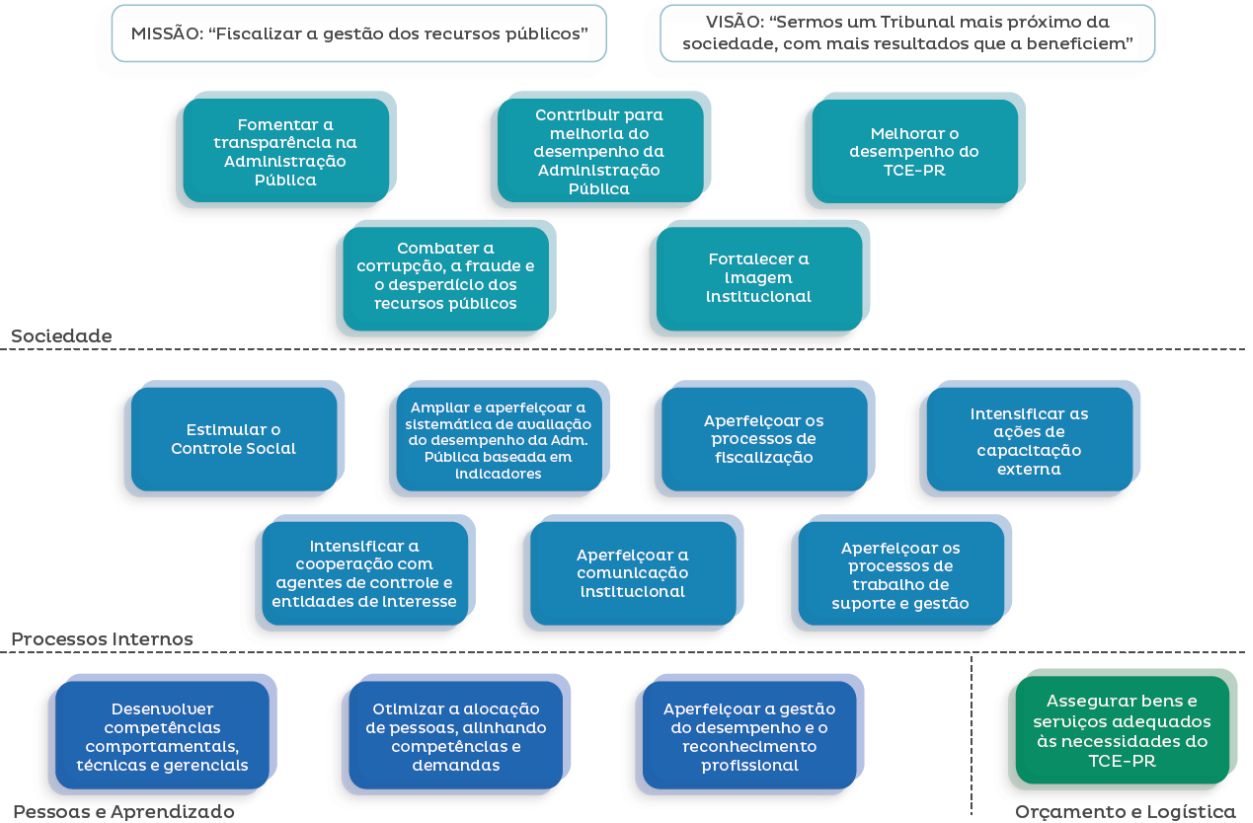 MISSÃO: “Fiscalizar a gestão dos recursos públicos”
VISÃO: “Sermos um Tribunal mais próximo da
sociedade, com mais resultados que a beneficiem”
Fomentar a
transparência na
Administração
Pública
Contribuir para
melhoria do
desempenho da
Administração
Pública
Melhorar o
desempenho do
TCE-PR
Combater a
corrupção, a fraude e
o desperdício dos
recursos públicos
Fortalecer a
imagem
institucional
Sociedade
Estimular o
Controle Social
Ampliar e aperfeiçoar a
sistemática de avaliação
do desempenho da Adm.
Pública baseada em
indicadores
Aperfeiçoar os
processos de
fiscalização
Intensificar as
ações de
capacitação
externa
Intensificar a
cooperação com
agentes de controle e
entidades de interesse
Aperfeiçoar a
comunicação
institucional
Aperfeiçoar os
processos de
trabalho de
suporte e gestão
Processos Internos
Desenvolver
competências
comportamentais,
técnicas e gerenciais
Otimizar a alocação
de pessoas, alinhando
competências e
demandas
Aperfeiçoar a gestão
do desempenho e o
reconhecimento
profissional
Assegurar bens e
serviços adequados
às necessidades do
TCE-PR
Pessoas e Aprendizado
Orçamento e Logística